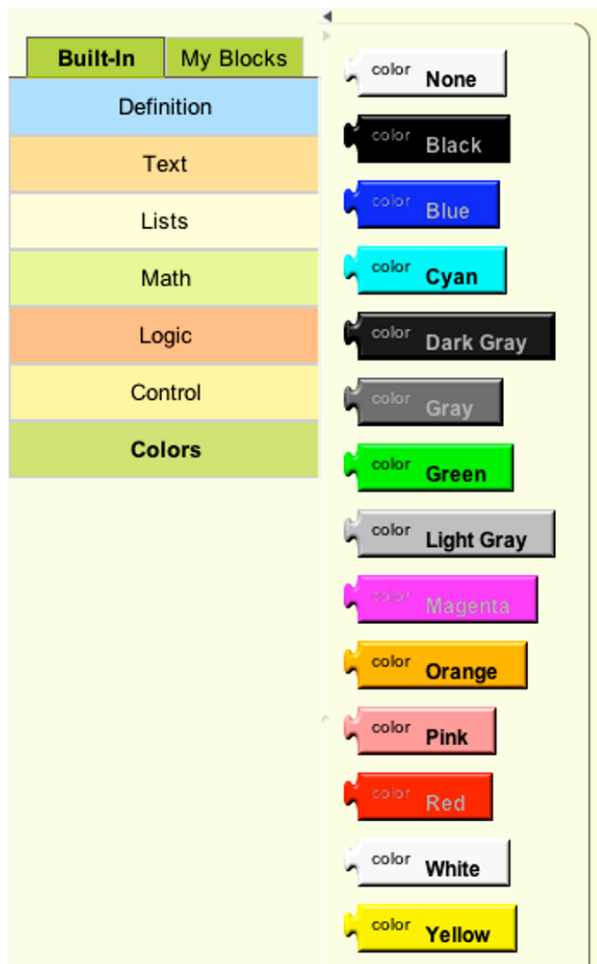 Built-In
My Blocks
Definition
Text
Lists
Math
Logic
Control
Colors
color None
color Black
color Blue
color Cyan
color Dark Gray
color Gray
color Green
color Light Gray
color Magenta
color Orange
color Pink
color Red
color White
color Yellow